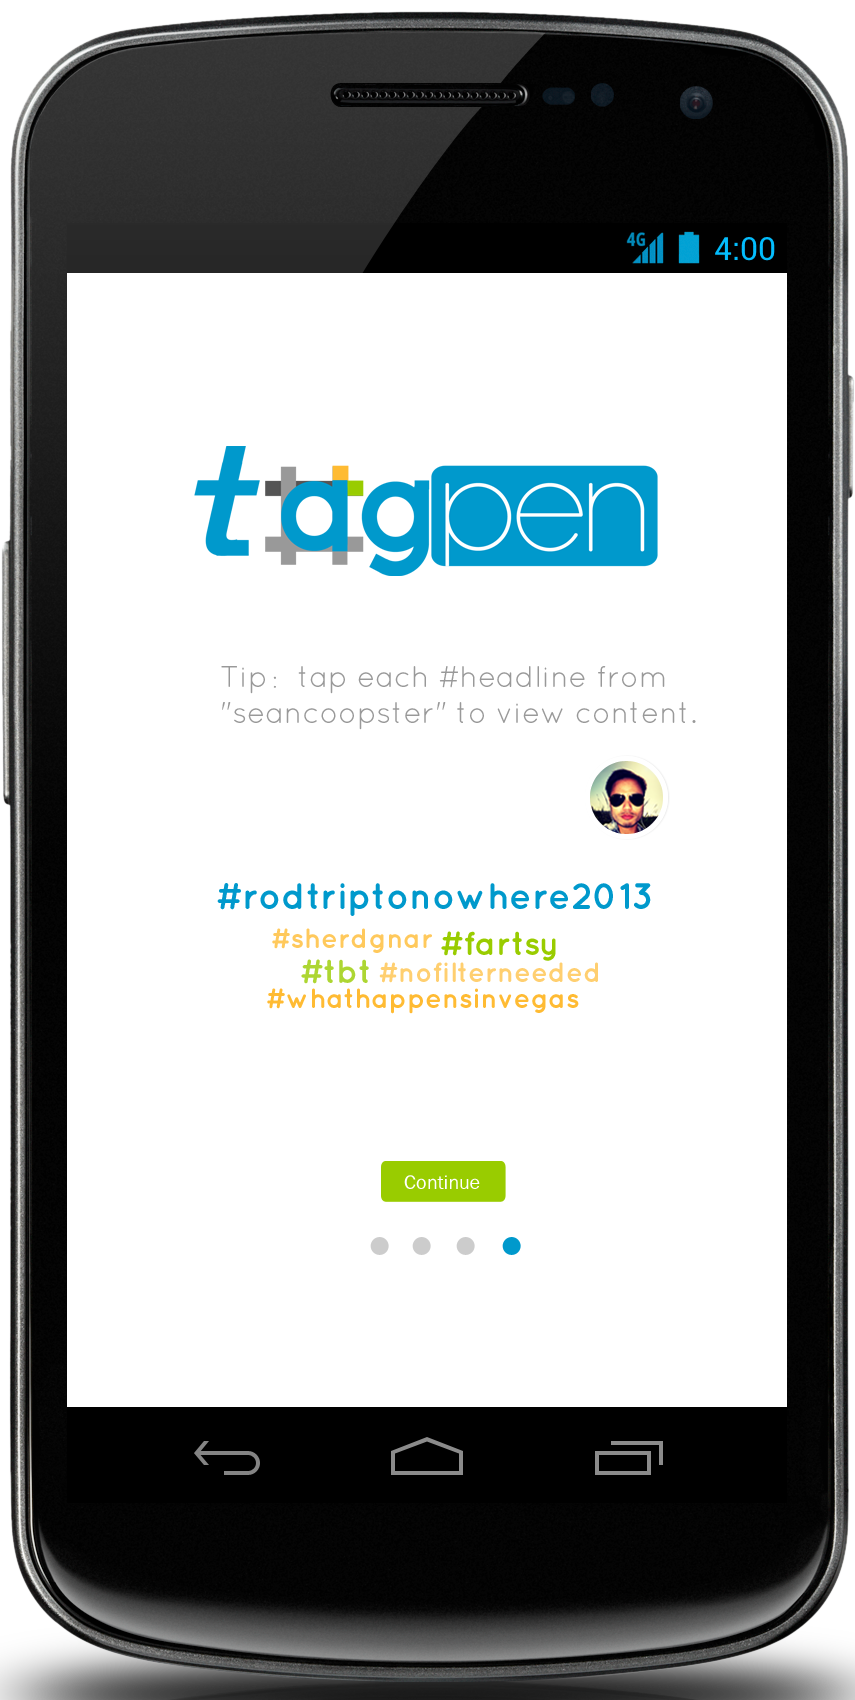 4G 4:00
tagpen
Tip: tap each #headline from
"seancoopster" to view content.
#rodtriptonowhere2013
#sherdgnar #fartsy
#tbt #nofilterneeded
#whathappensinvegas
Continue